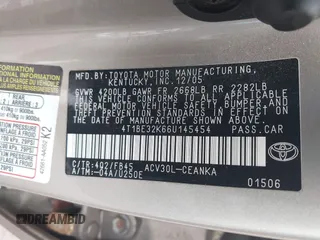 MFD. BY:TOYOTA MOTOR MANUFACTURING,
KENTUCKY,INC.12/05
GVWR 4200LB GAWR FR 2668LB RR 2282LB
THIS VEHICLE CONFORMS TO ALL APPLICABLE
FEDERAL MOTOR VEHICLE SAFETY, BUMPER,
AND THEFT PREVENTION STANDARDS IN EFFECT
ON THE DATE OF MANUFACTURE SHOWN ABOVE.
4T1BE32K66U145454 PASS.CAR
C/TR:4Q2/FB45 ACV30L-CEANKA
A/TM:-04A/U250E
01506
TOYOTA
K2